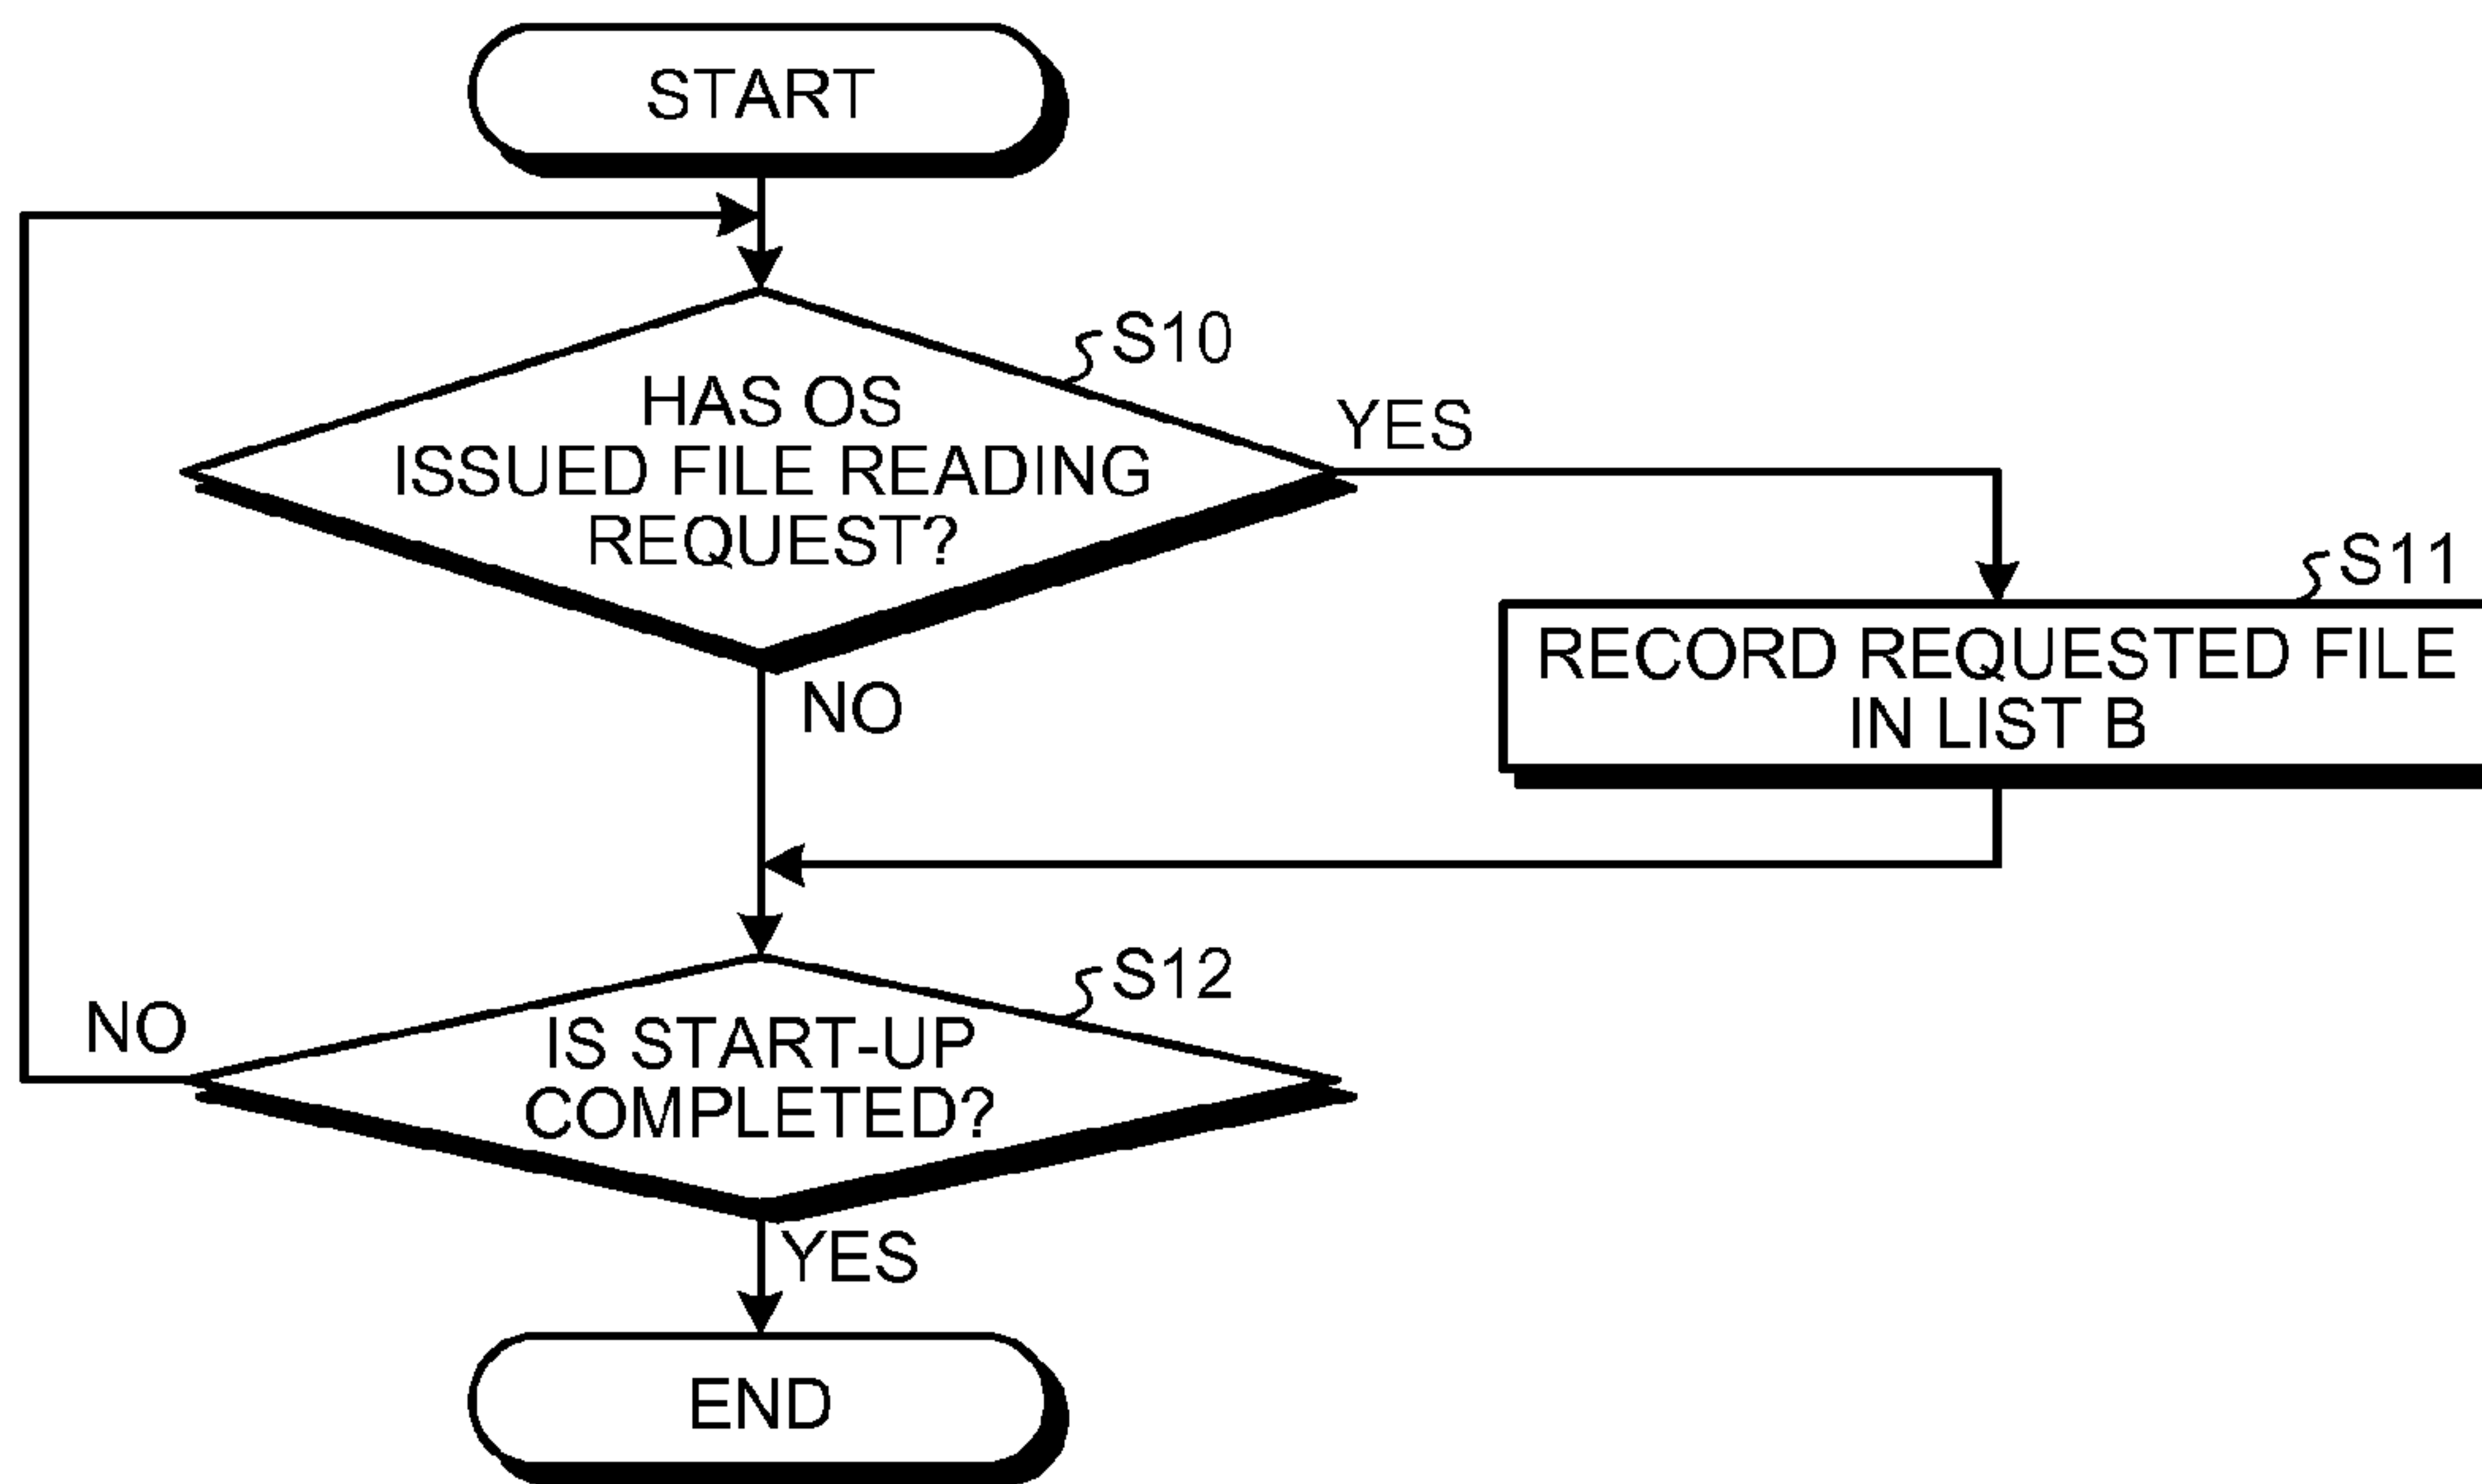 START
S10
HAS OS
ISSUED FILE READING
REQUEST?
YES
S11
RECORD REQUESTED FILE
IN LIST B
NO
S12
IS START-UP
COMPLETED?
NO
YES
END